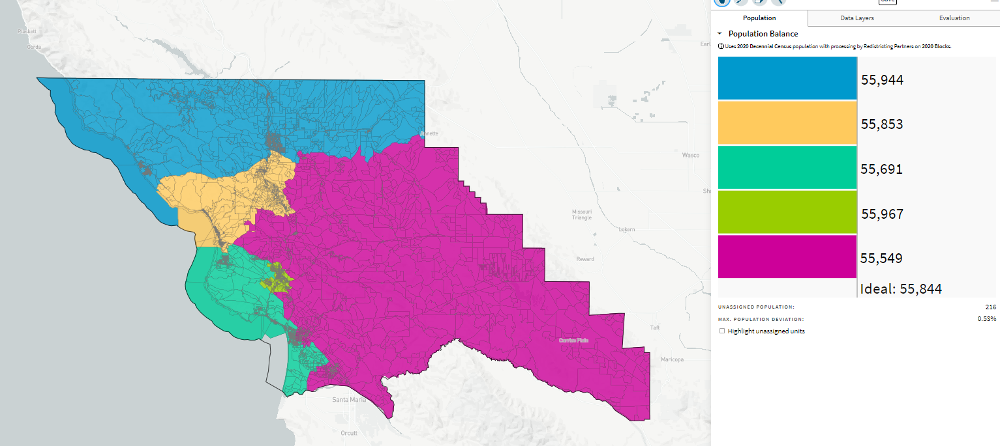 Save
Population
Data Layers
Evaluation
Population Balance
Uses 2020 Decennial Census population with processing by Redistricting Partners on 2020 Blocks.
55,944
55,853
55,691
55,967
55,549
Ideal: 55,844
UNASSIGNED POPULATION:
216
MAX. POPULATION DEVIATION:
0.53%
Highlight unassigned units
Plaskett
Gorda
Earl
Annette
Wasco
Sha
Missouri
Triangle
Lokern
Reward
Taft
Carrizo Plain
Maricopa
Santa Maria
Orcutt